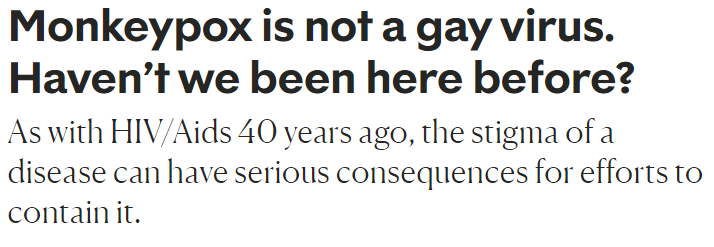 Monkeypox is not a gay virus.
Haven’t we been here before?
As with HIV/Aids 40 years ago, the stigma of a
disease can have serious consequences for efforts to
contain it.